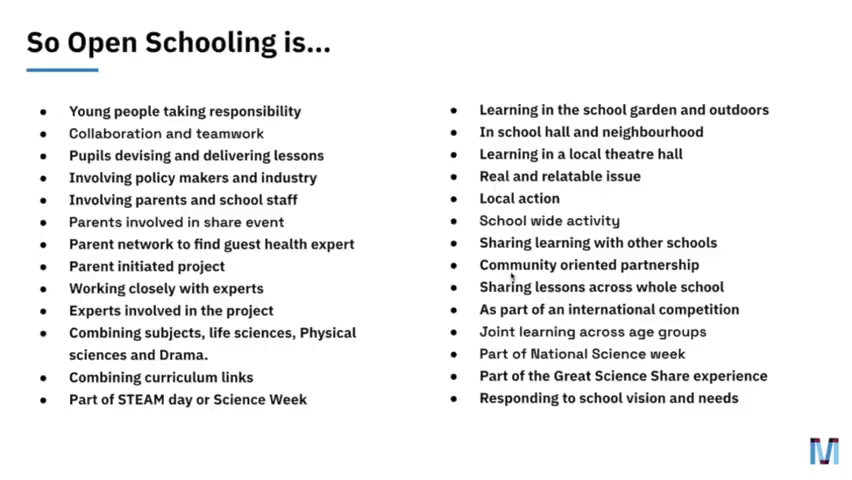 So Open Schooling is...
● Young people taking responsibility
● Collaboration and teamwork
● Pupils devising and delivering lessons
● Involving policy makers and industry
● Involving parents and school staff
● Parents involved in share event
● Parent network to find guest health expert
● Parent initiated project
● Working closely with experts
● Experts involved in the project
● Combining subjects, life sciences, Physical
sciences and Drama.
● Combining curriculum links
● Part of STEAM day or Science Week
● Learning in the school garden and outdoors
● In school hall and neighbourhood
● Learning in a local theatre hall
● Real and relatable issue
● Local action
● School wide activity
● Sharing learning with other schools
● Community oriented partnership
● Sharing lessons across whole school
● As part of an international competition
● Joint learning across age groups
● Part of National Science week
● Part of the Great Science Share experience
● Responding to school vision and needs
M